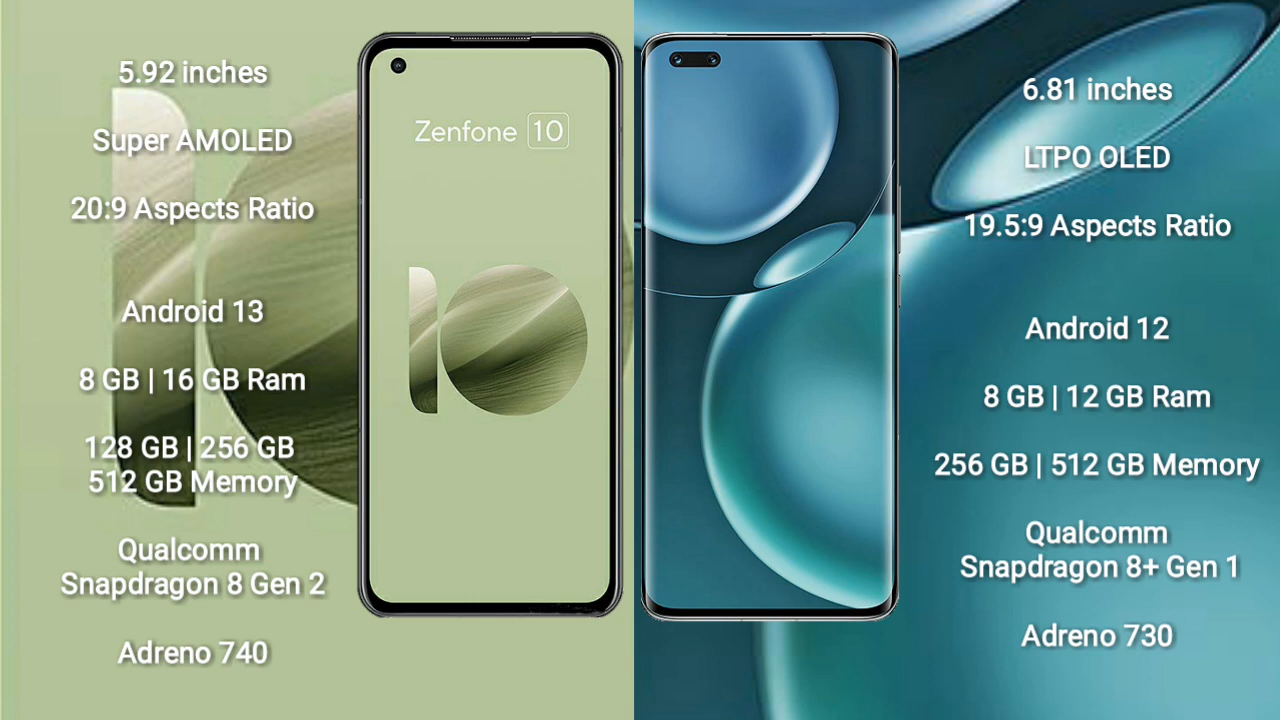 5.92 inches
Super AMOLED
20:9 Aspects Ratio
Android 13
8 GB | 16 GB Ram
128 GB | 256 GB
512 GB Memory
Qualcomm
Snapdragon 8 Gen 2
Adreno 740
Zenfone 10
6.81 inches
LTPO OLED
19.5:9 Aspects Ratio
Android 12
8 GB | 12 GB Ram
256 GB | 512 GB Memory
Qualcomm
Snapdragon 8+ Gen 1
Adreno 730